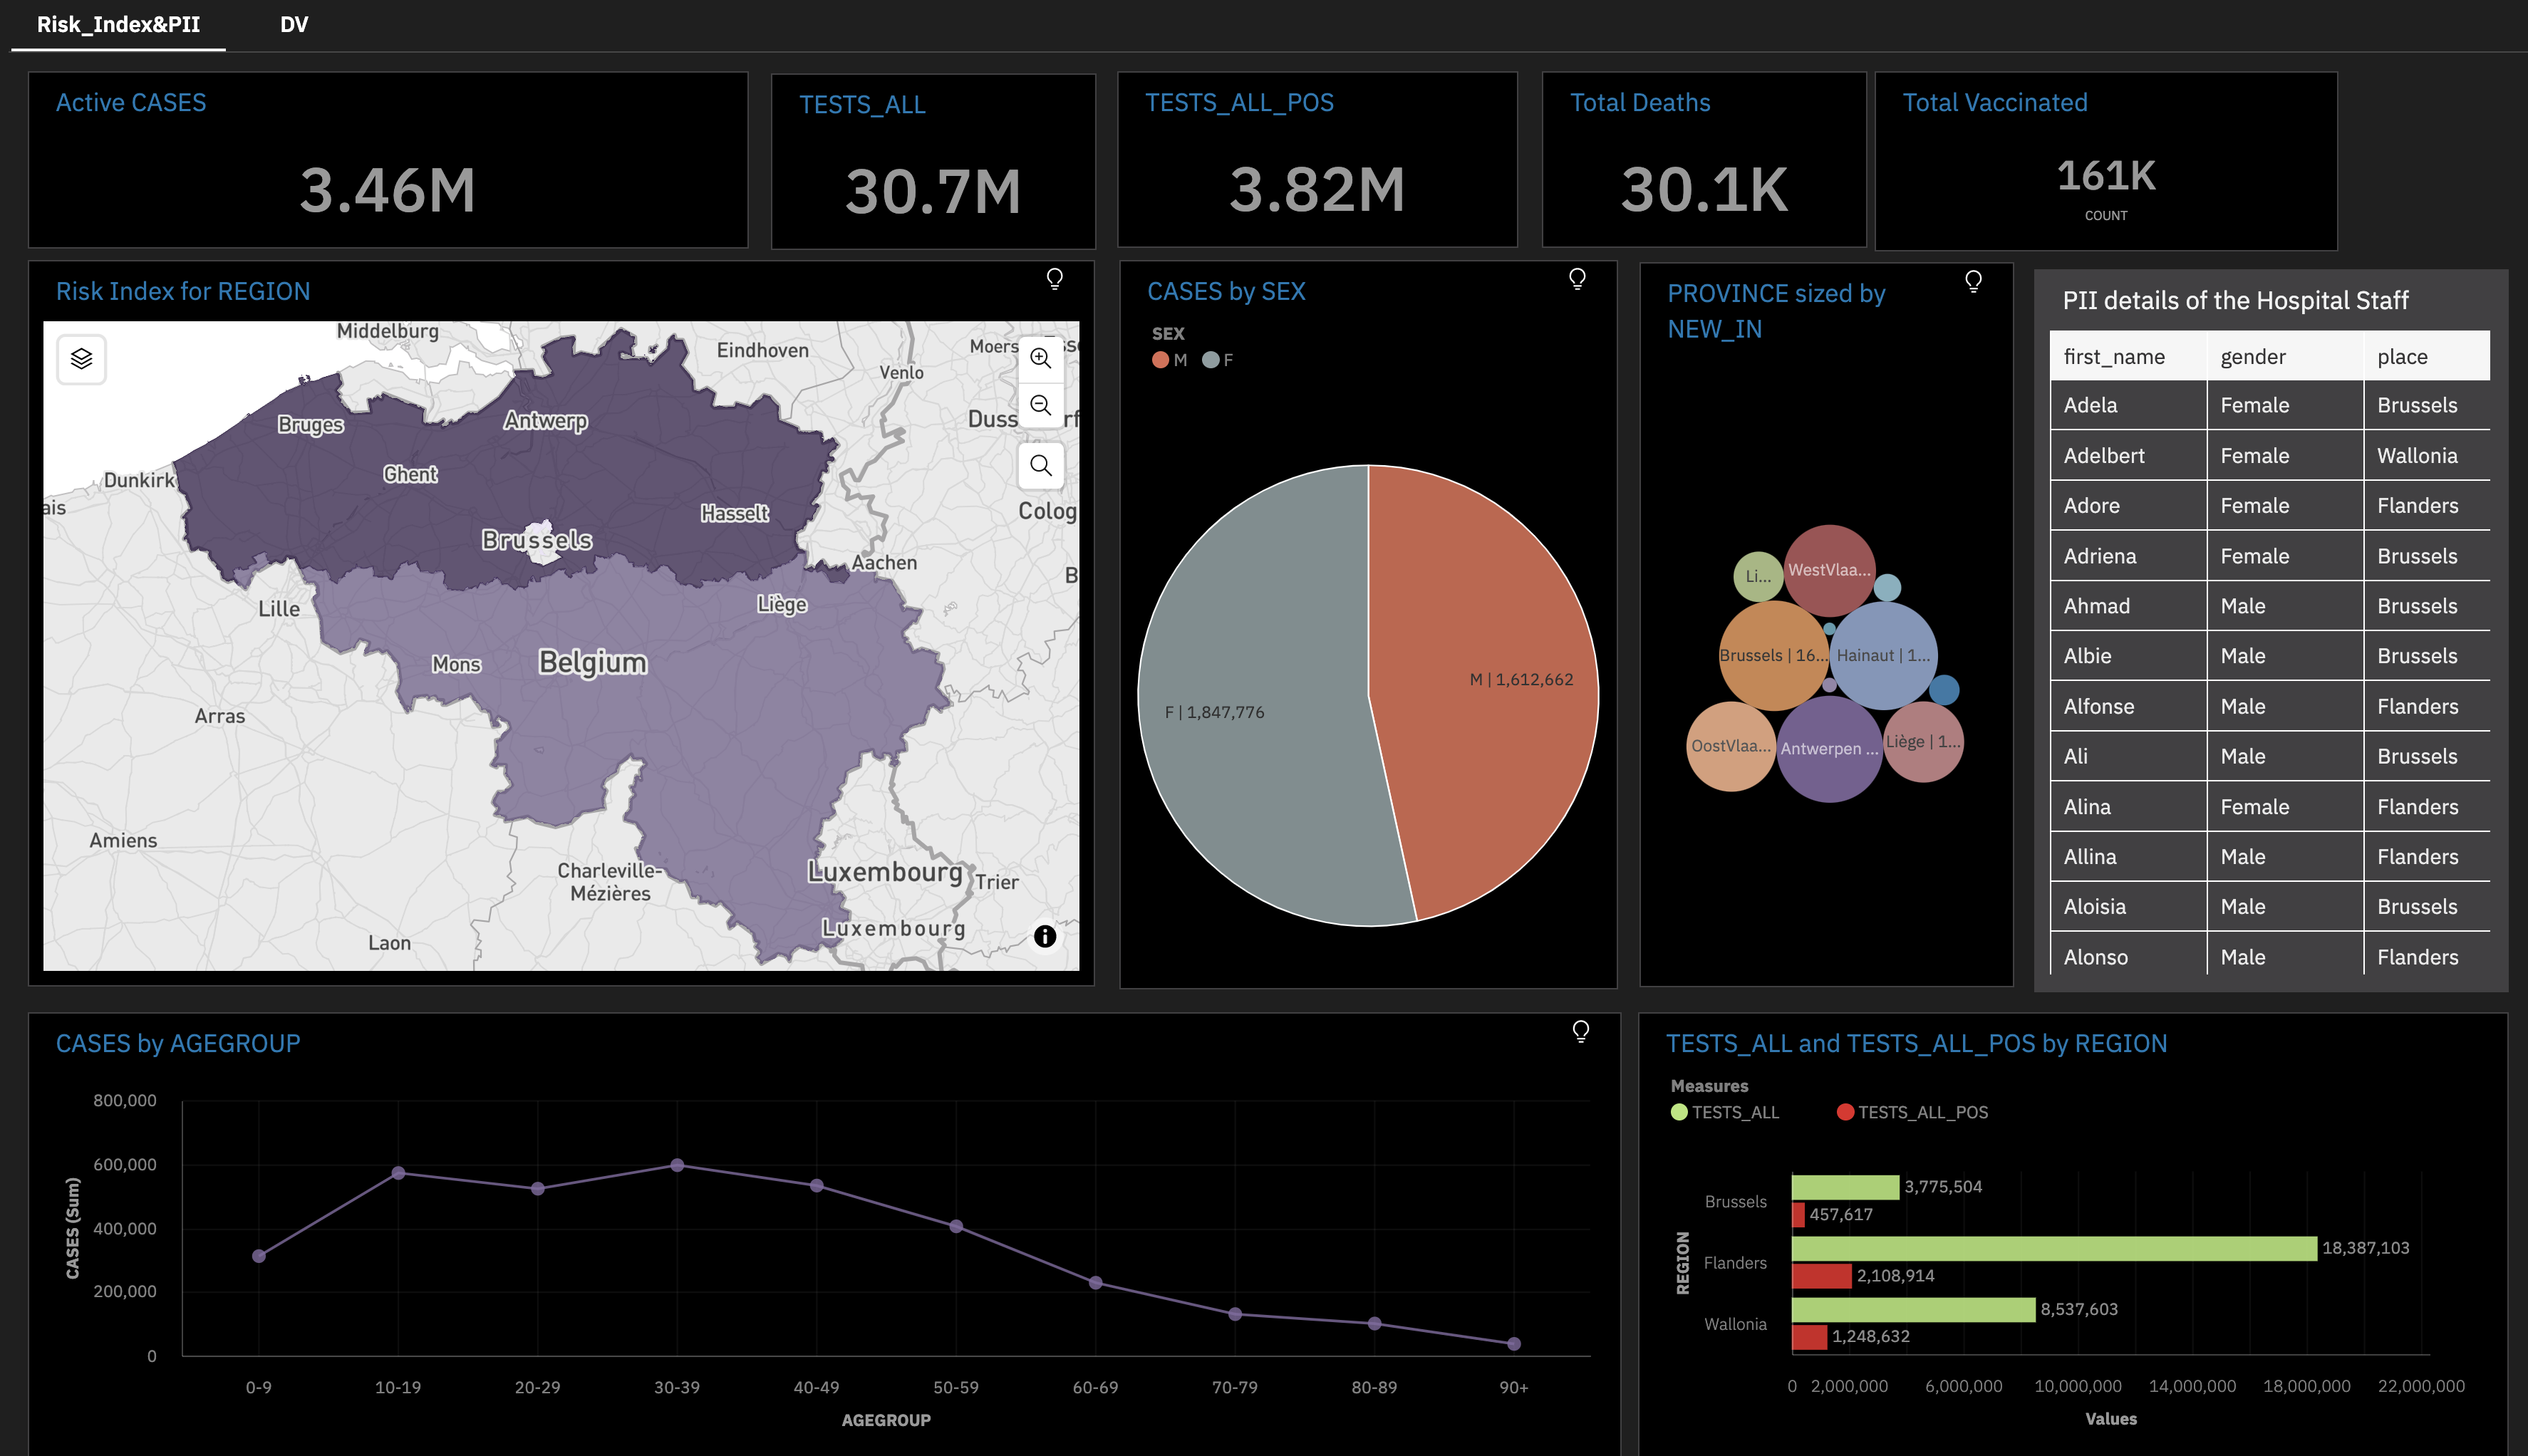 Risk_Index&PII DV
Active CASES
3.46M
TESTS_ALL
30.7M
TESTS_ALL_POS
3.82M
Total Deaths
30.1K
Total Vaccinated
161K
COUNT
Risk Index for REGION
Middelburg
Eindhoven
Moers
Venlo
Antwerp
Bruges
Duss
rf
Ghent
Dunkirk
ais
Hasselt
Colog
Brussels
Aachen
B
Lille
Liège
Mons
Belgium
Arras
Amiens
Charleville-
Mézières
Luxembourg
Trier
Luxembourg
Laon
CASES by SEX
SEX
M F
M | 1,612,662
F | 1,847,776
PROVINCE sized by
NEW_IN
Li...
WestVlaa...
Brussels | 16...
Hainaut | 1...
OostVlaa...
Antwerpen ...
Liège | 1...
PII details of the Hospital Staff
first_name gender place
Adela Female Brussels
Adelbert Female Wallonia
Adore Female Flanders
Adriena Female Brussels
Ahmad Male Brussels
Albie Male Brussels
Alfonse Male Flanders
Ali Male Brussels
Alina Female Flanders
Allina Male Flanders
Aloisia Male Brussels
Alonso Male Flanders
CASES by AGEGROUP
CASES (Sum)
800,000
600,000
400,000
200,000
0
0-9 10-19 20-29 30-39 40-49 50-59 60-69 70-79 80-89 90+
AGEGROUP
TESTS_ALL and TESTS_ALL_POS by REGION
Measures
TESTS_ALL TESTS_ALL_POS
REGION
Brussels
3,775,504
457,617
Flanders
18,387,103
2,108,914
Wallonia
8,537,603
1,248,632
0 2,000,000 6,000,000 10,000,000 14,000,000 18,000,000 22,000,000
Values